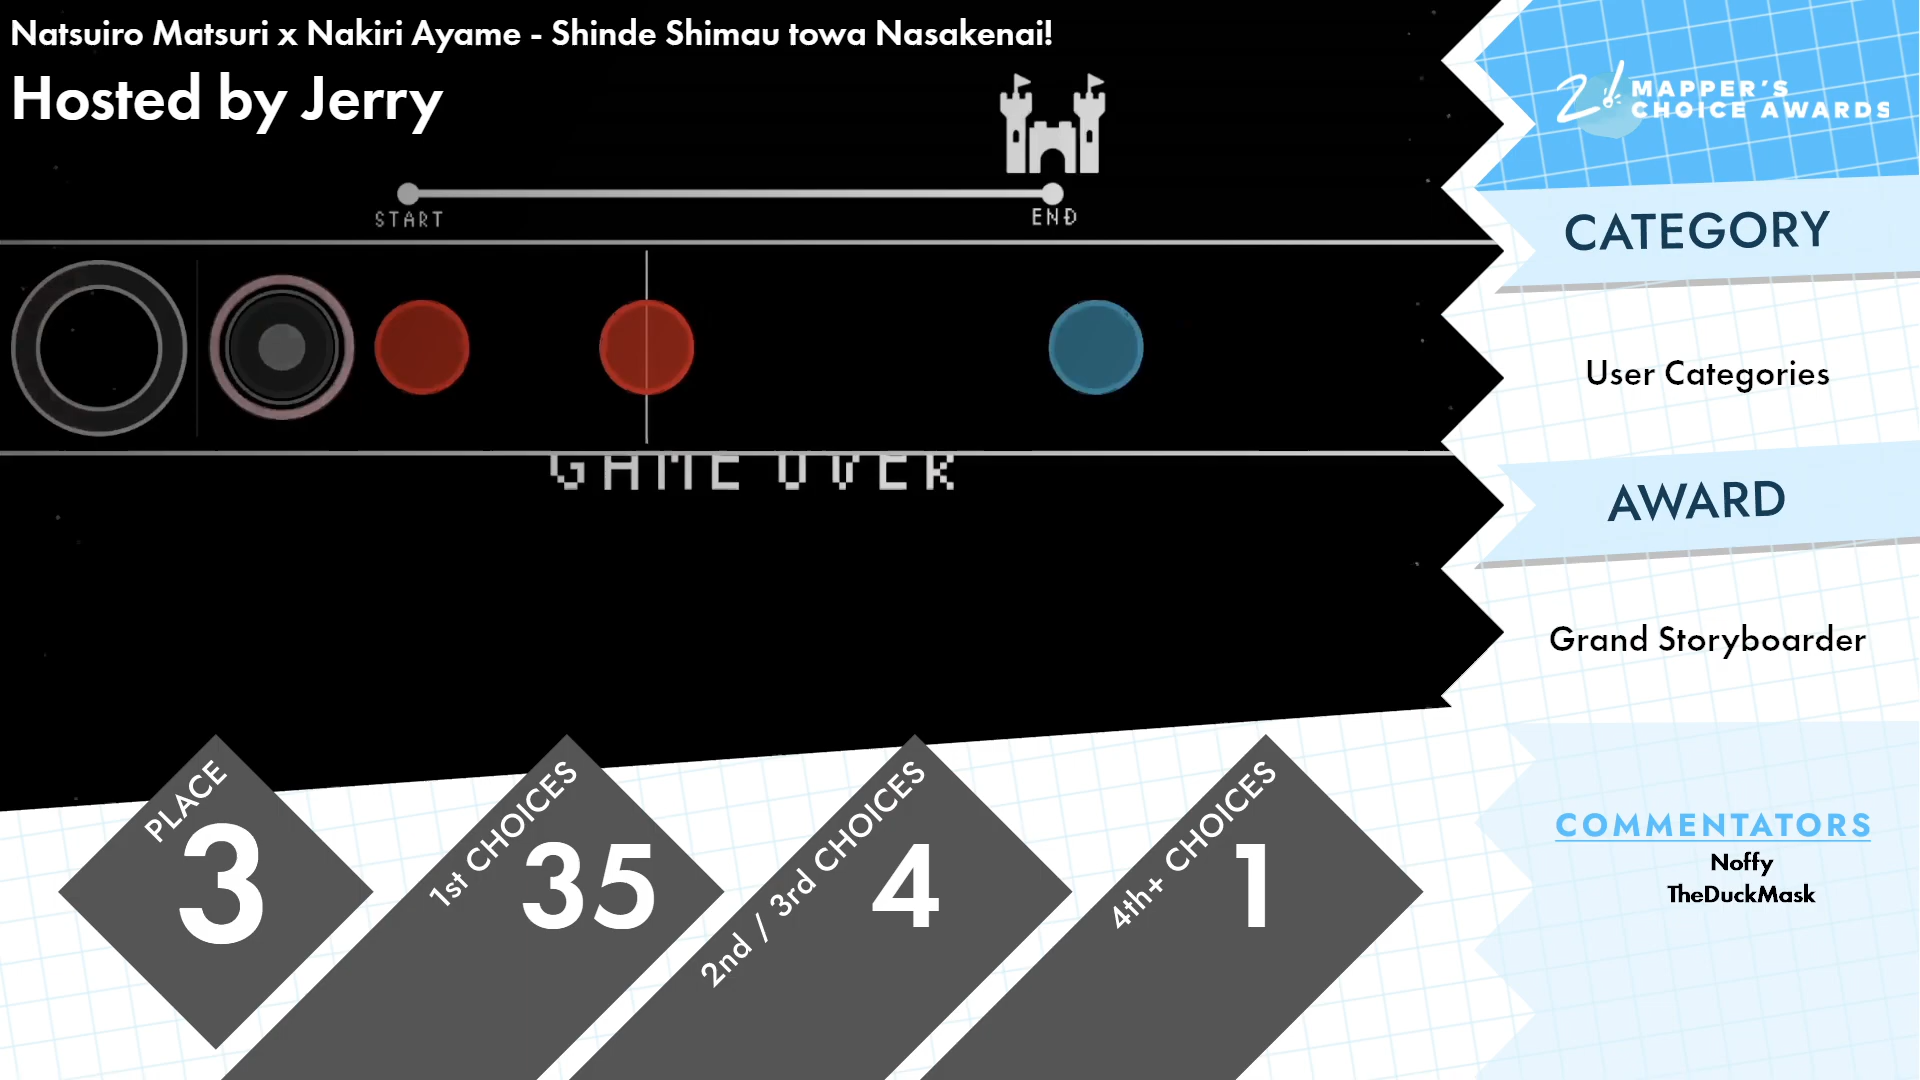 Natsuiro Matsuri x Nakiri Ayame - Shinde Shimau towa Nasakenai!
Hosted by Jerry
START
END
GAME OVER
2! MAPPER'S
CHOICE AWARDS
CATEGORY
User Categories
AWARD
Grand Storyboarder
COMMENTATORS
Noffy
TheDuckMask
PLACE
3
1st CHOICES
35
2nd / 3rd CHOICES
4
4th+ CHOICES
1